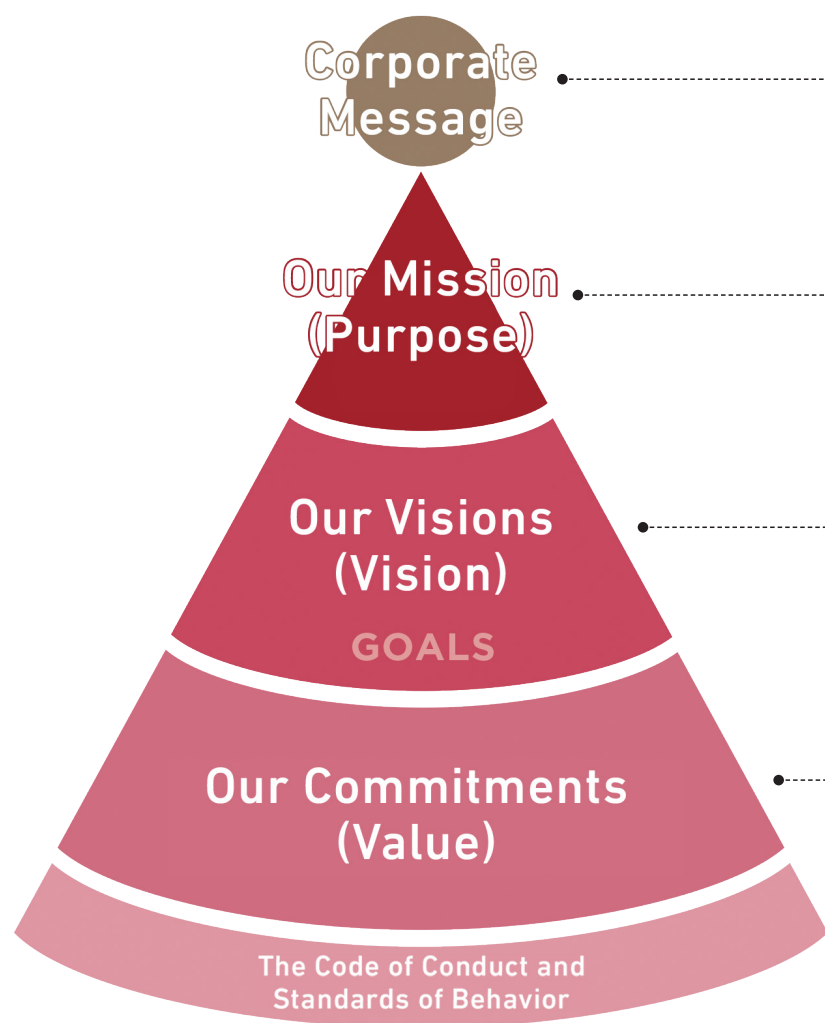 Corporate
Message
Our Mission
(Purpose)
Our Visions
(Vision)
GOALS
Our Commitments
(Value)
The Code of Conduct and
Standards of Behavior